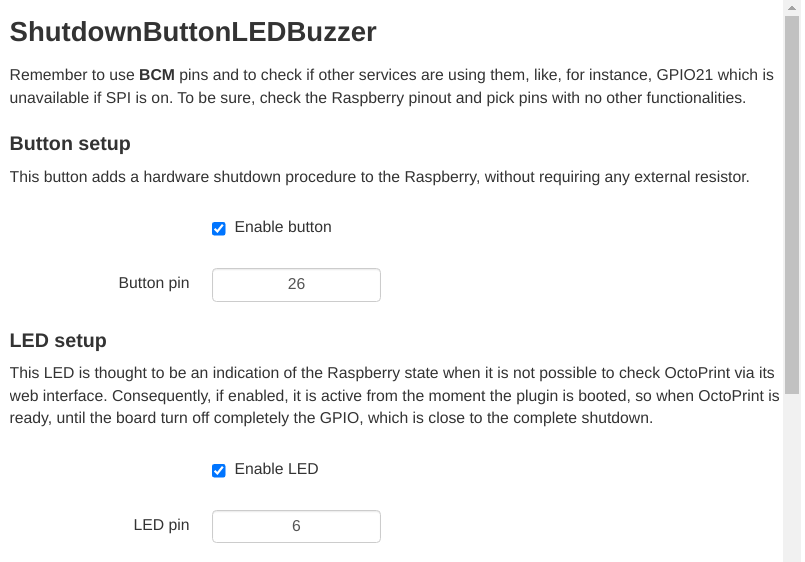 ShutdownButtonLEDBuzzer
Remember to use BCM pins and to check if other services are using them, like, for instance, GPIO21 which is
unavailable if SPI is on. To be sure, check the Raspberry pinout and pick pins with no other functionalities.
Button setup
This button adds a hardware shutdown procedure to the Raspberry, without requiring any external resistor.
Enable button
Button pin 26
LED setup
This LED is thought to be an indication of the Raspberry state when it is not possible to check OctoPrint via its
web interface. Consequently, if enabled, it is active from the moment the plugin is booted, so when OctoPrint is
ready, until the board turn off completely the GPIO, which is close to the complete shutdown.
Enable LED
LED pin 6